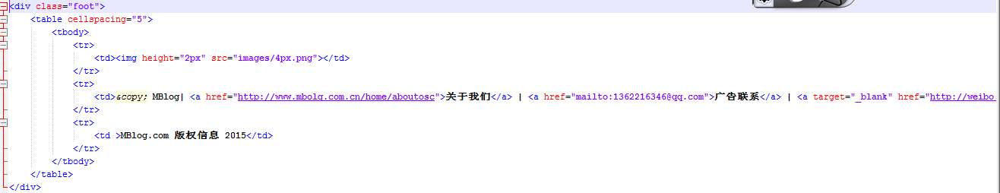 <div class="foot">
<table cellspacing="5">
<tbody>
<tr>
<td><img height="2px" src="images/4px.png"></td>
</tr>
<tr>
<td>&copy; MBlog| <a href="http://www.mbolg.com.cn/home/aboutosc">关于我们</a> | <a href="mailto:1362216346@qq.com">广告联系</a> | <a target="_blank" href="http://weibo
</tr>
<tr>
<td >MBlog.com 版权信息 2015</td>
</tr>
</tbody>
</table>
</div>